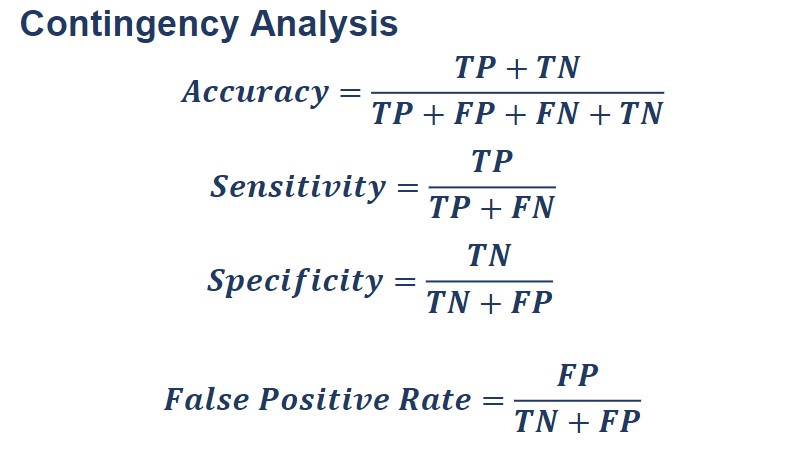 Contingency Analysis
Accuracy = \frac{TP + TN}{TP + FP + FN + TN}
Sensitivity = \frac{TP}{TP + FN}
Specificity = \frac{TN}{TN + FP}
False Positive Rate = \frac{FP}{TN + FP}